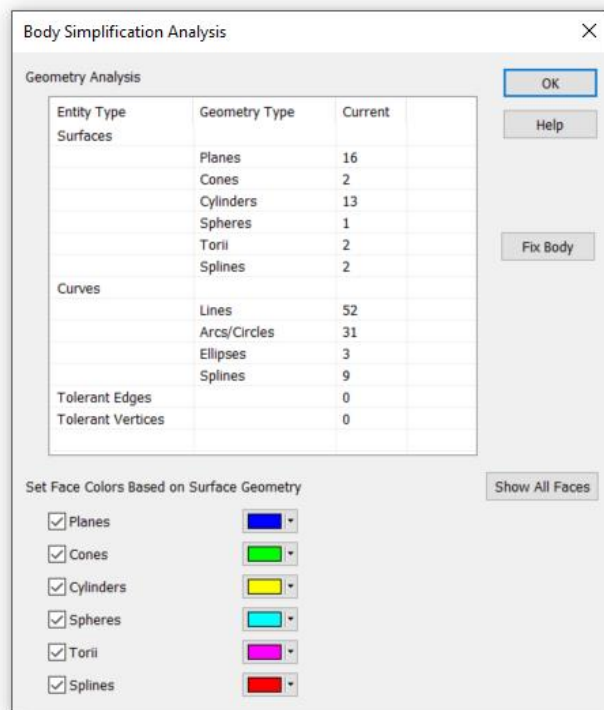 Body Simplification Analysis
Geometry Analysis
OK
Entity Type Geometry Type Current
Help
Surfaces
Planes 16
Cones 2
Cylinders 13
Spheres 1
Torii 2
Fix Body
Splines 2
Curves
Lines 52
Arcs/Circles 31
Ellipses 3
Splines 9
Tolerant Edges 0
Tolerant Vertices 0
Set Face Colors Based on Surface Geometry
Show All Faces
Planes
Cones
Cylinders
Spheres
Torii
Splines